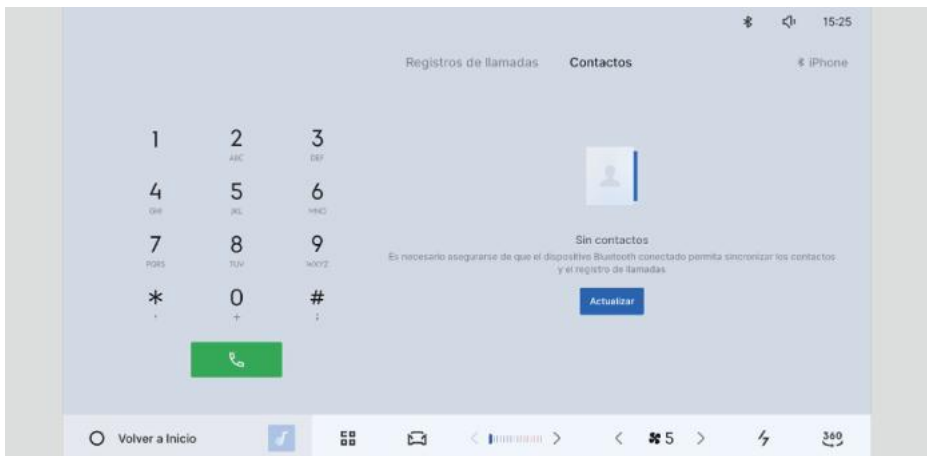 15:25
Registros de llamadas Contactos iPhone
1 2 3
ABC DEF
4 5 6
GHI JKL MNO
7 8 9
PQRS TUV WXYZ
* 0 #
+ ;
Sin contactos
Es necesario asegurarse de que el dispositivo Bluetooth conectado permita sincronizar los contactos
y el registro de llamadas
Actualizar
Volver a Inicio 5 360